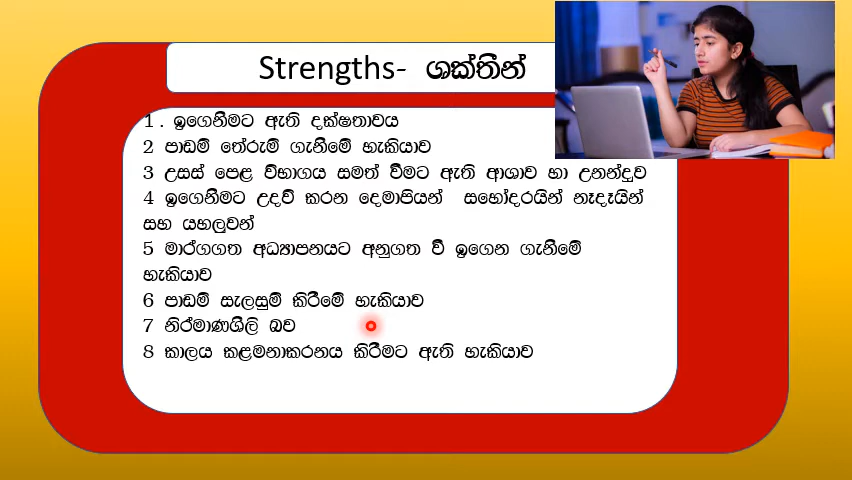 Strengths- ශක්තීන්
1. ඉගෙනීමට ඇති දක්ෂතාවය
2 පාඩම් තේරුම් ගැනීමේ හැකියාව
3 උසස් පෙළ විභාගය සමත් වීමට ඇති ආශාව හා උනන්දුව
4 ඉගෙනීමට උදව් කරන දෙමාපියන් සහෝදරයින් නෑදෑයින්
සහ යහලුවන්
5 මාර්ගගත අධ්‍යාපනයට අනුගත වී ඉගෙන ගැනීමේ
හැකියාව
6 පාඩම් සැලසුම් කිරීමේ හැකියාව
7 නිර්මාණශීලි බව
8 කාලය කළමනාකරනය කිරීමට ඇති හැකියාව